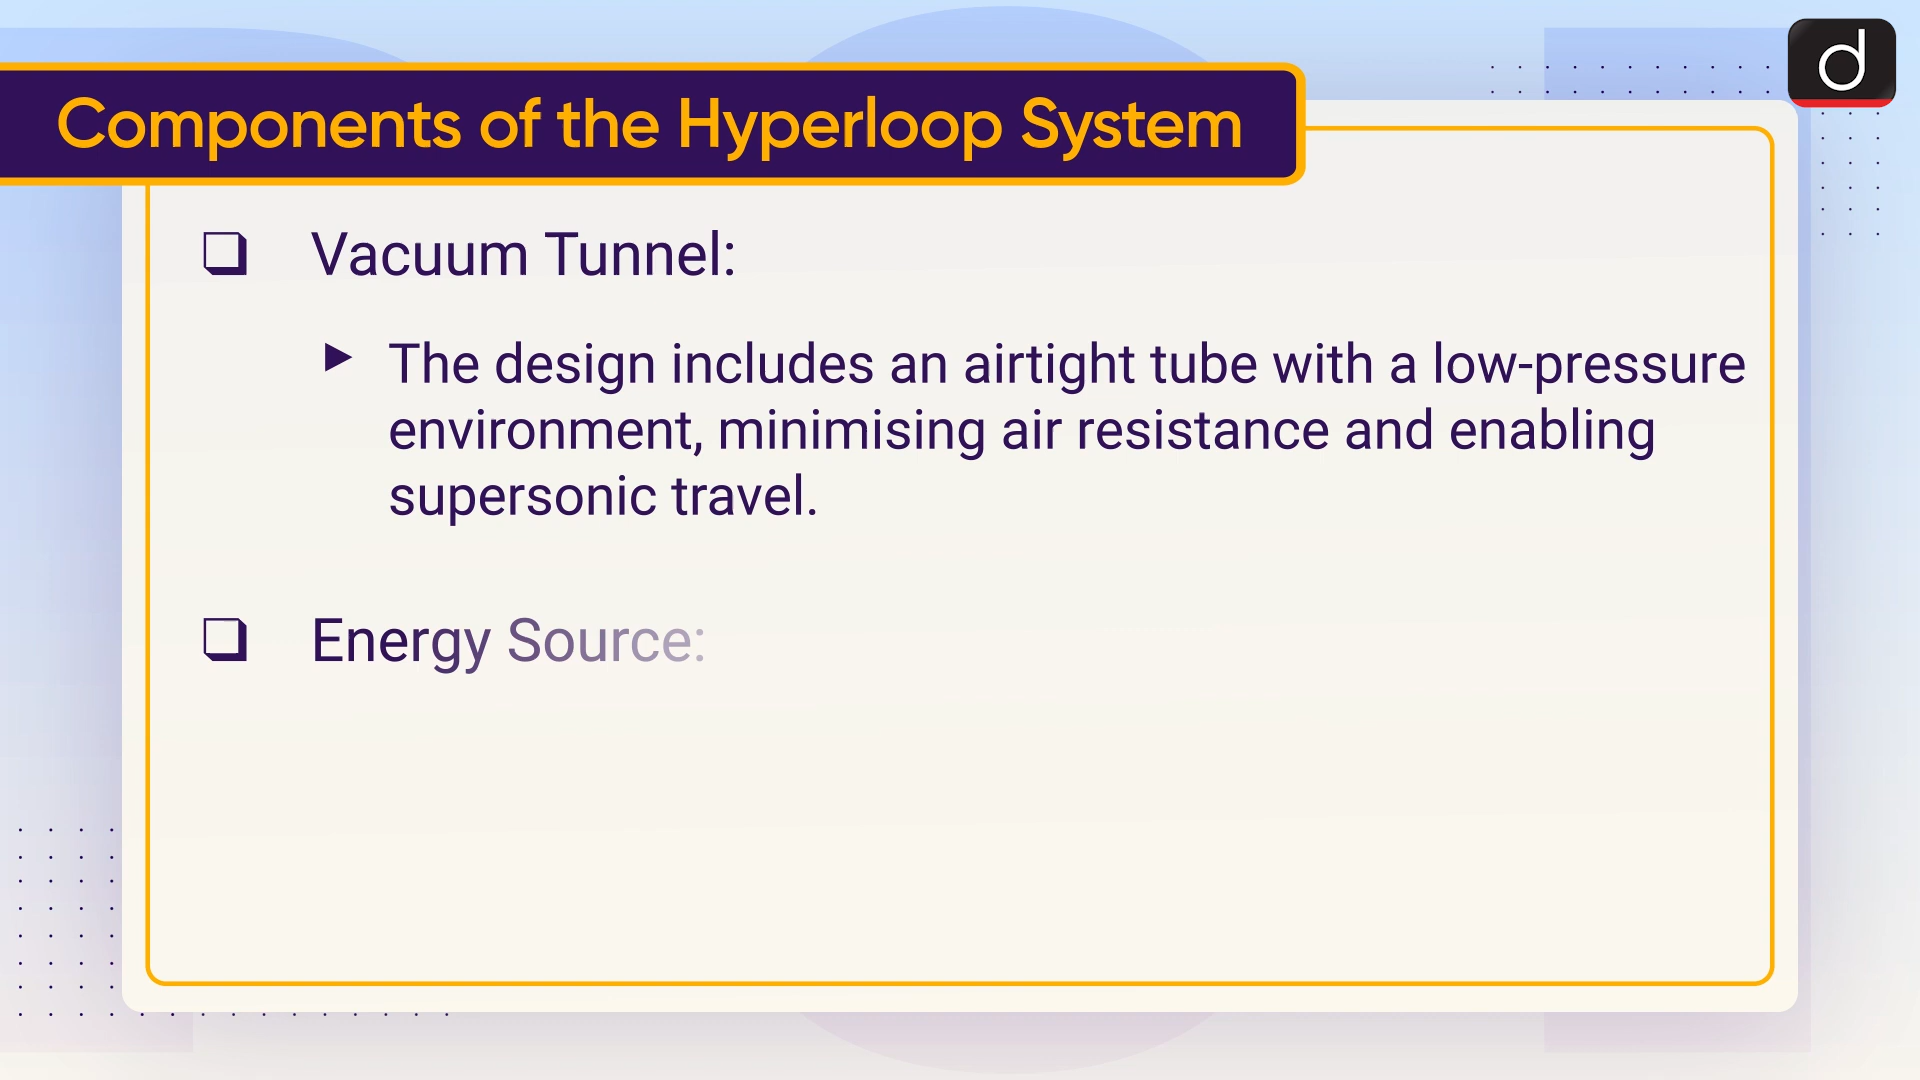 Components of the Hyperloop System
d
❑ Vacuum Tunnel:
► The design includes an airtight tube with a low-pressure
environment, minimising air resistance and enabling
supersonic travel.
❑ Energy Source: